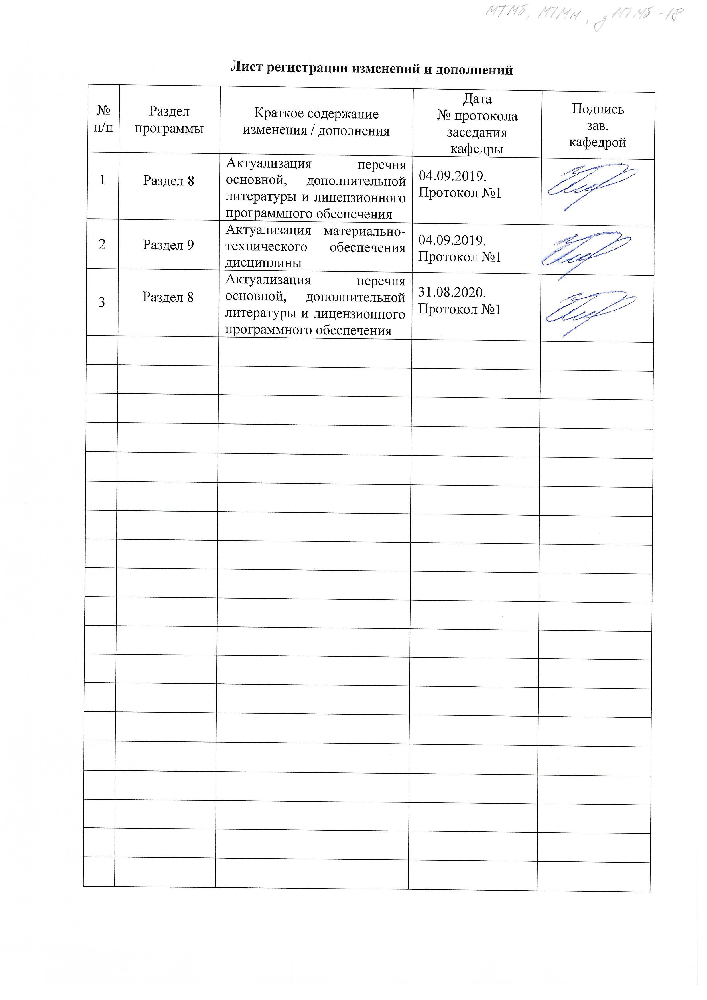 МТМб, МТМн, зМТМб-18
Лист регистрации изменений и дополнений
№
п/п
Раздел
программы
Краткое содержание
изменения / дополнения
Дата
№ протокола
заседания
кафедры
Подпись
зав.
кафедрой
1
Раздел 8
Актуализация перечня
основной, дополнительной
литературы и лицензионного
программного обеспечения
04.09.2019.
Протокол №1
2
Раздел 9
Актуализация материально-
технического обеспечения
дисциплины
04.09.2019.
Протокол №1
3
Раздел 8
Актуализация перечня
основной, дополнительной
литературы и лицензионного
программного обеспечения
31.08.2020.
Протокол №1